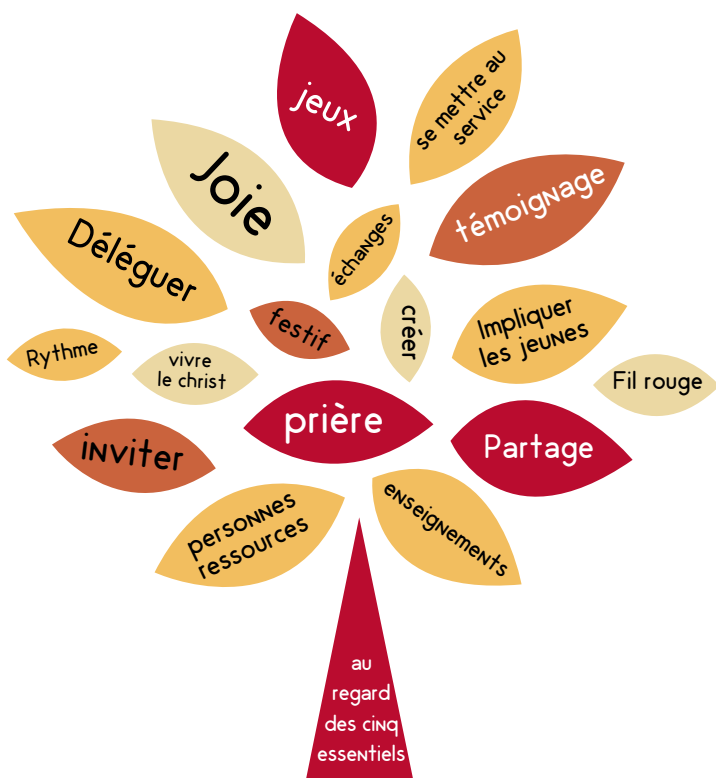 jeux
se mettre au
service
Joie
témoignage
échanges
Déléguer
festif
créer
Impliquer
les jeunes
Rythme
vivre
le christ
Fil rouge
prière
inviter
Partage
personnes
ressources
enseignements
au
regard
des cinq
essentiels